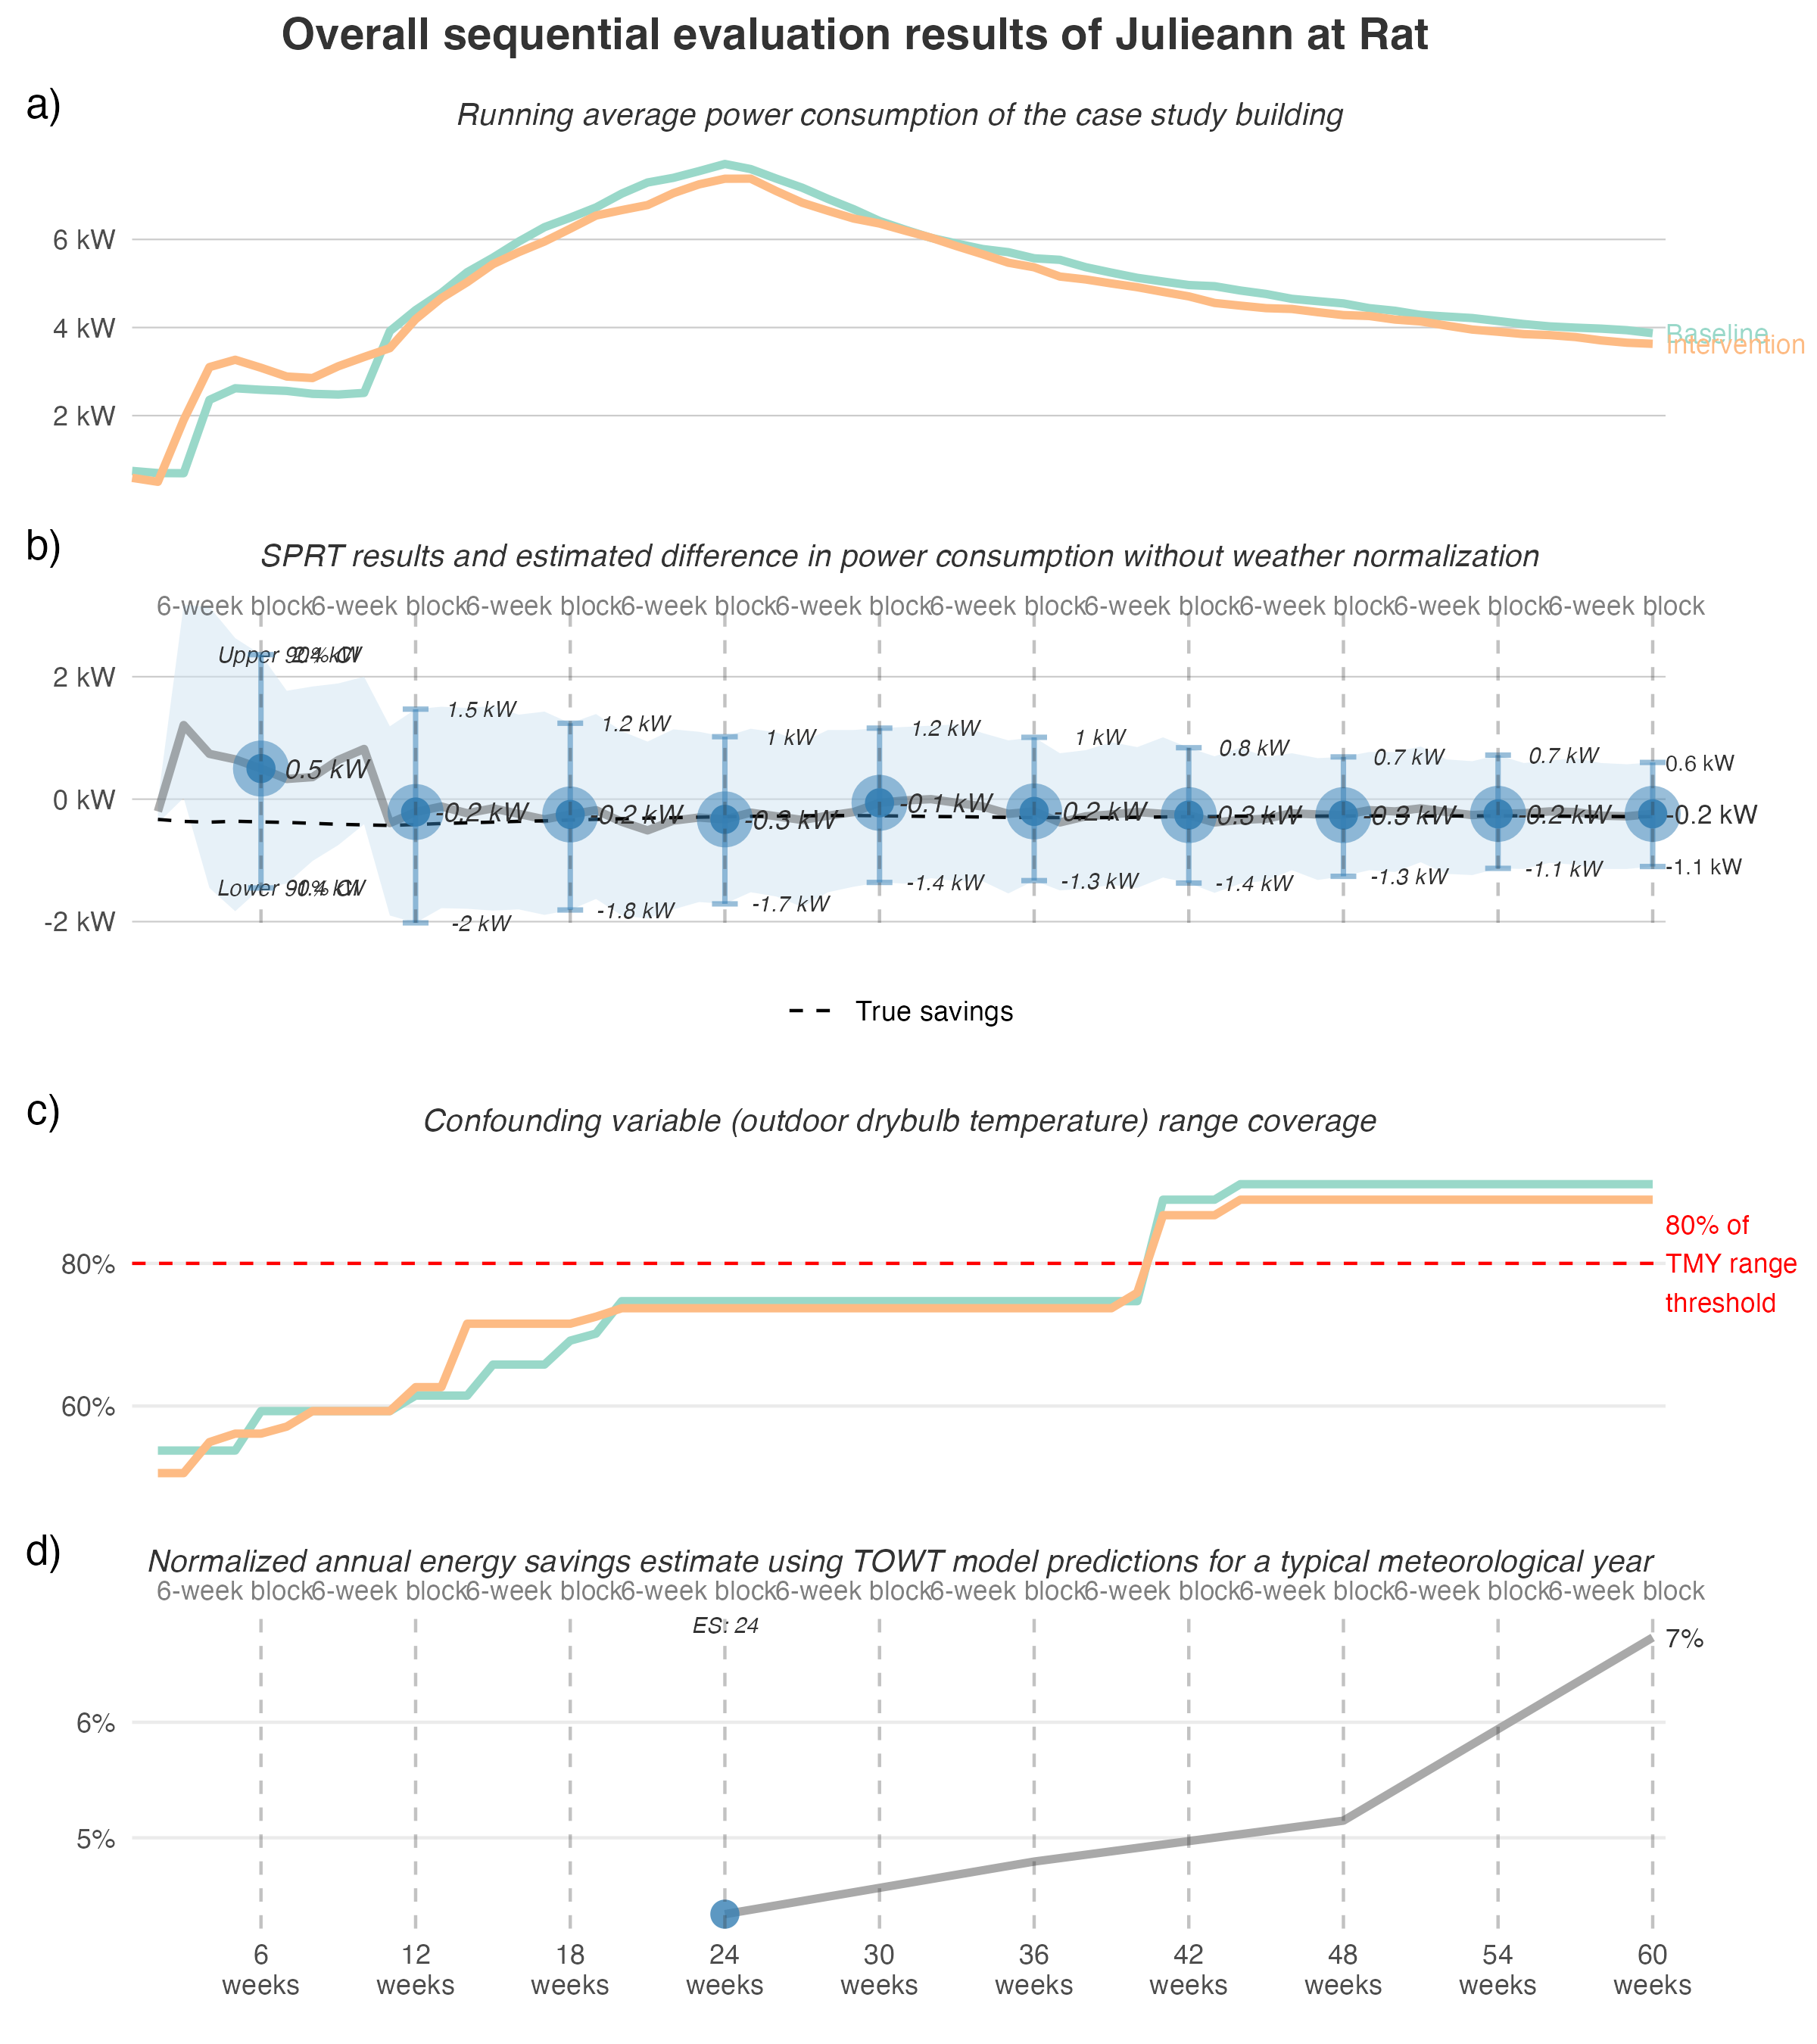 Overall sequential evaluation results of Julieann at Rat
a)
Running average power consumption of the case study building
6 kW
4 kW
2 kW
Baseline
Intervention
b)
SPRT results and estimated difference in power consumption without weather normalization
6-week block 6-week block 6-week block 6-week block 6-week block 6-week block 6-week block 6-week block 6-week block 6-week block
Upper 90% CI 2.4 kW
2 kW
1.5 kW 1.2 kW 1 kW 1.2 kW 1 kW 0.8 kW 0.7 kW 0.7 kW 0.6 kW
0 kW
0.5 kW -0.2 kW -0.2 kW -0.3 kW -0.1 kW -0.2 kW -0.3 kW -0.3 kW -0.2 kW -0.2 kW
Lower 90% CI -1.4 kW
-2 kW -1.8 kW -1.7 kW -1.4 kW -1.3 kW -1.4 kW -1.3 kW -1.1 kW -1.1 kW
-2 kW
True savings
c)
Confounding variable (outdoor drybulb temperature) range coverage
80%
60%
80% of
TMY range
threshold
d)
Normalized annual energy savings estimate using TOWT model predictions for a typical meteorological year
6-week block 6-week block 6-week block 6-week block 6-week block 6-week block 6-week block 6-week block 6-week block 6-week block
ES: 24
7%
6%
5%
6 12 18 24 30 36 42 48 54 60
weeks weeks weeks weeks weeks weeks weeks weeks weeks weeks